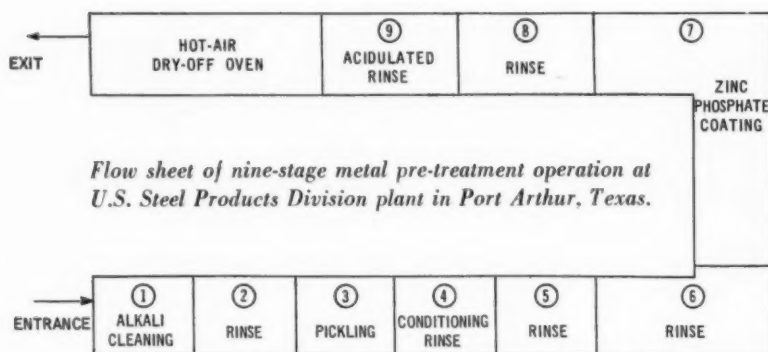 ⑨ ⑧ ⑦
EXIT
HOT-AIR
DRY-OFF OVEN
ACIDULATED
RINSE
RINSE
ZINC
PHOSPHATE
COATING
Flow sheet of nine-stage metal pre-treatment operation at
U.S. Steel Products Division plant in Port Arthur, Texas.
ENTRANCE
①
ALKALI
CLEANING
②
RINSE
③
PICKLING
④
CONDITIONING
RINSE
⑤
RINSE
⑥
RINSE